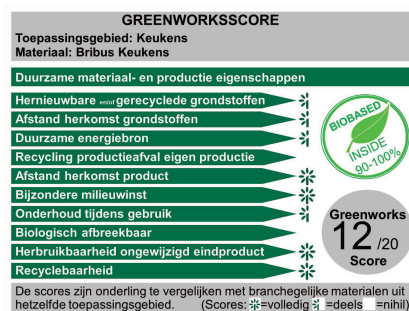 GREENWORKSSCORE
Toepassingsgebied: Keukens
Materiaal: Bribus Keukens
Duurzame materiaal- en productie eigenschappen
Hernieuwbare en/of gerecyclede grondstoffen
Afstand herkomst grondstoffen
Duurzame energiebron
Recycling productieafval eigen productie
Afstand herkomst product
Bijzondere milieuwinst
Onderhoud tijdens gebruik
Biologisch afbreekbaar
Herbruikbaarheid ongewijzigd eindproduct
Recyclebaarheid
BIOBASED
INSIDE
90-100%
Greenworks
12 /20
Score
De scores zijn onderling te vergelijken met branchegelijke materialen uit
hetzelfde toepassingsgebied. (Scores: =volledig =deels =nihil)